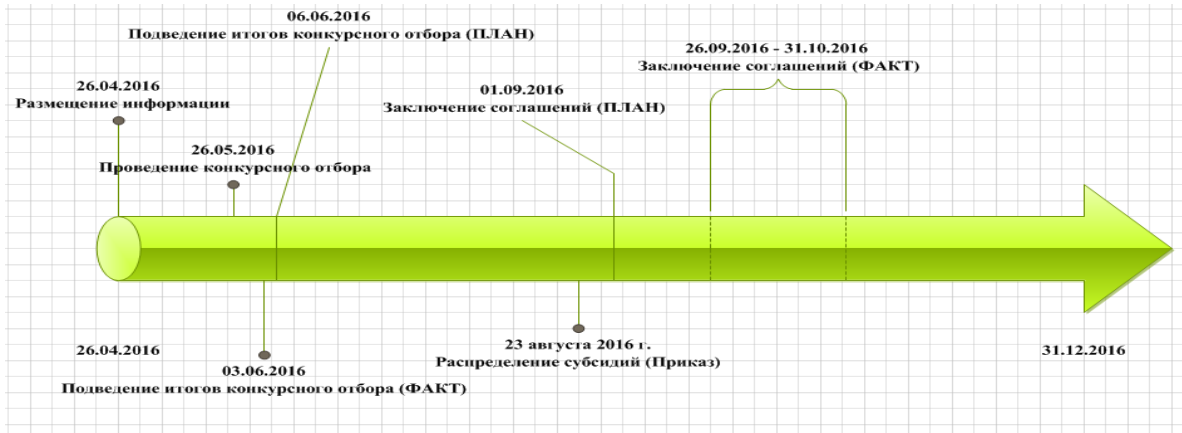 06.06.2016
Подведение итогов конкурсного отбора (ПЛАН)
26.09.2016 - 31.10.2016
Заключение соглашений (ФАКТ)
26.04.2016
Размещение информации
01.09.2016
Заключение соглашений (ПЛАН)
26.05.2016
Проведение конкурсного отбора
26.04.2016
03.06.2016
Подведение итогов конкурсного отбора (ФАКТ)
23 августа 2016 г.
Распределение субсидий (Приказ)
31.12.2016